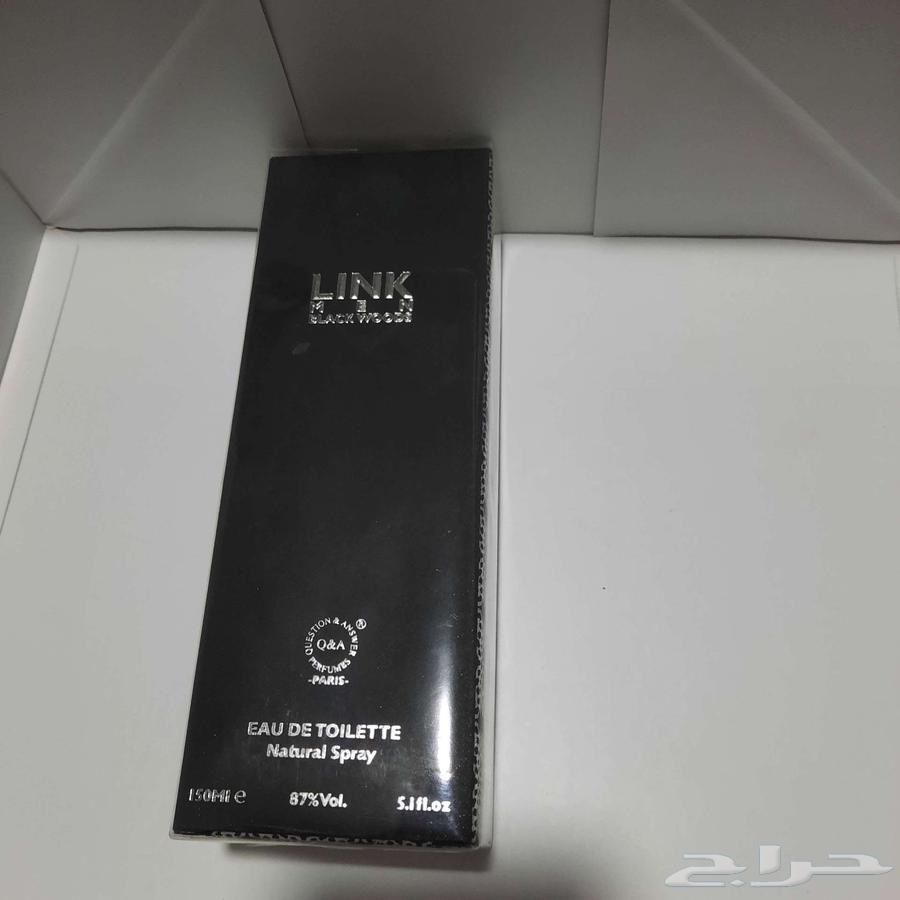 LINK
MEN
BLACK WOODS
QUESTION & ANSWER ®
Q&A
PERFUMES
-PARIS-
EAU DE TOILETTE
Natural Spray
150Ml e 87%Vol. 5.1fl.oz
حراج